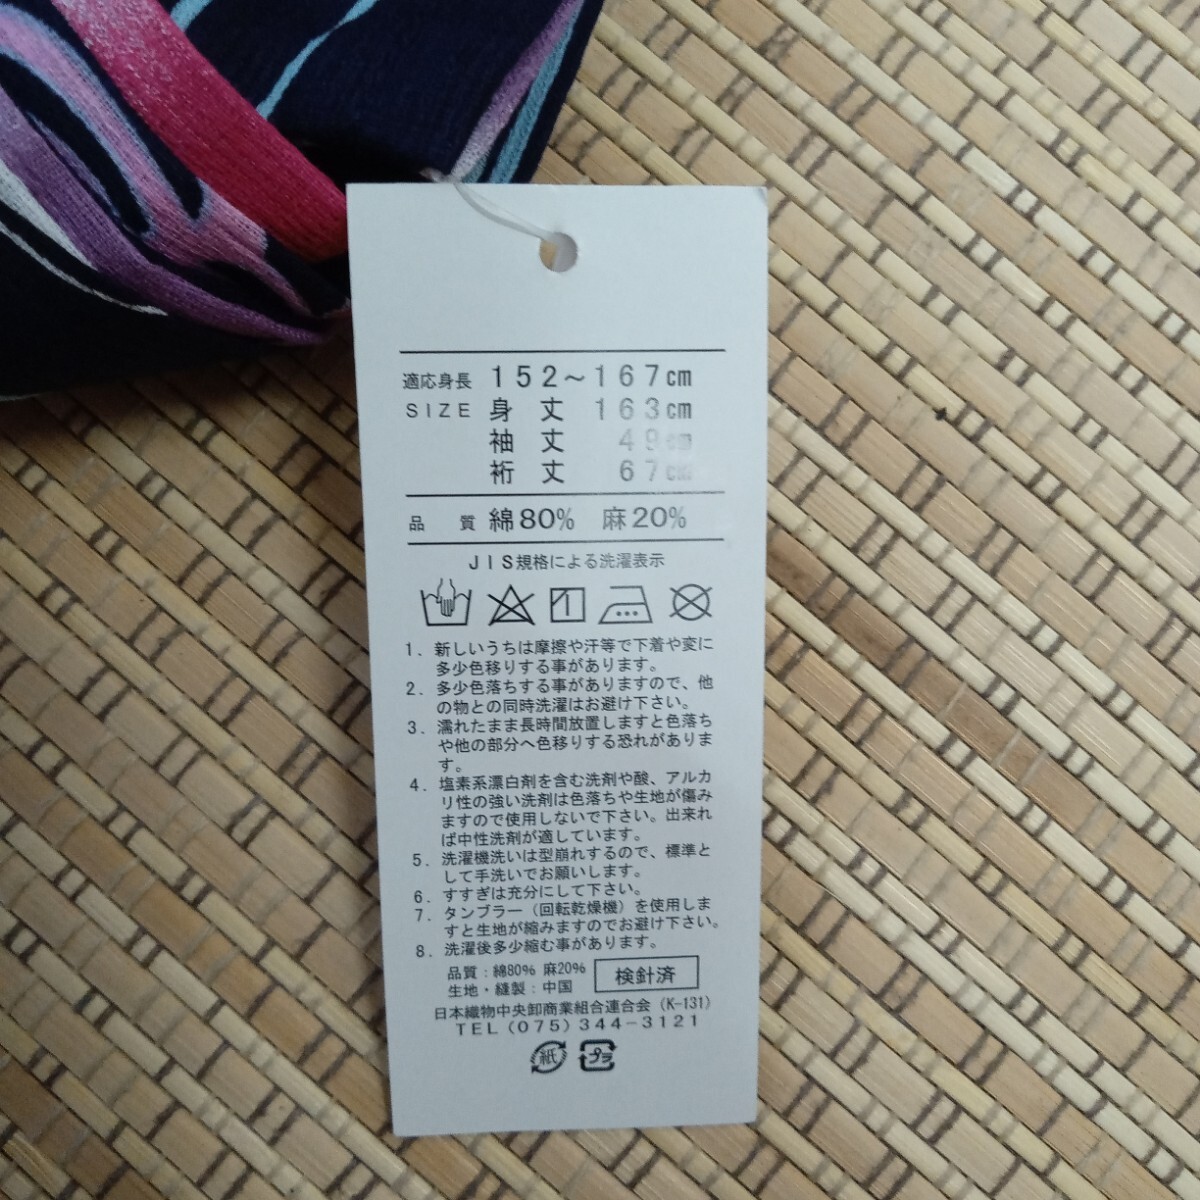 適応身長 152～167cm
SIZE 身丈 163cm
袖丈 49cm
裄丈 67cm
品質 綿80% 麻20%
JIS規格による洗濯表示
1. 新しいうちは摩擦や汗等で下着や変に
多少色移りする事があります。
2. 多少色落ちする事がありますので、他
の物との同時洗濯はお避け下さい。
3. 濡れたまま長時間放置しますと色落ち
や他の部分へ色移りする恐れがありま
す。
4. 塩素系漂白剤を含む洗剤や酸、アルカ
リ性の強い洗剤は色落ちや生地が傷み
ますので使用しないで下さい。出来れ
ば中性洗剤が適しています。
5. 洗濯機洗いは型崩れするので、標準と
して手洗いでお願いします。
6. すすぎは充分にして下さい。
7. タンブラー（回転乾燥機）を使用しま
すと生地が縮みますのでお避け下さい。
8. 洗濯後多少縮む事があります。
品質：綿80% 麻20%
生地・縫製：中国
検針済
日本織物中央卸商業組合連合会（K-131）
TEL（075）344-3121
紙 プラ